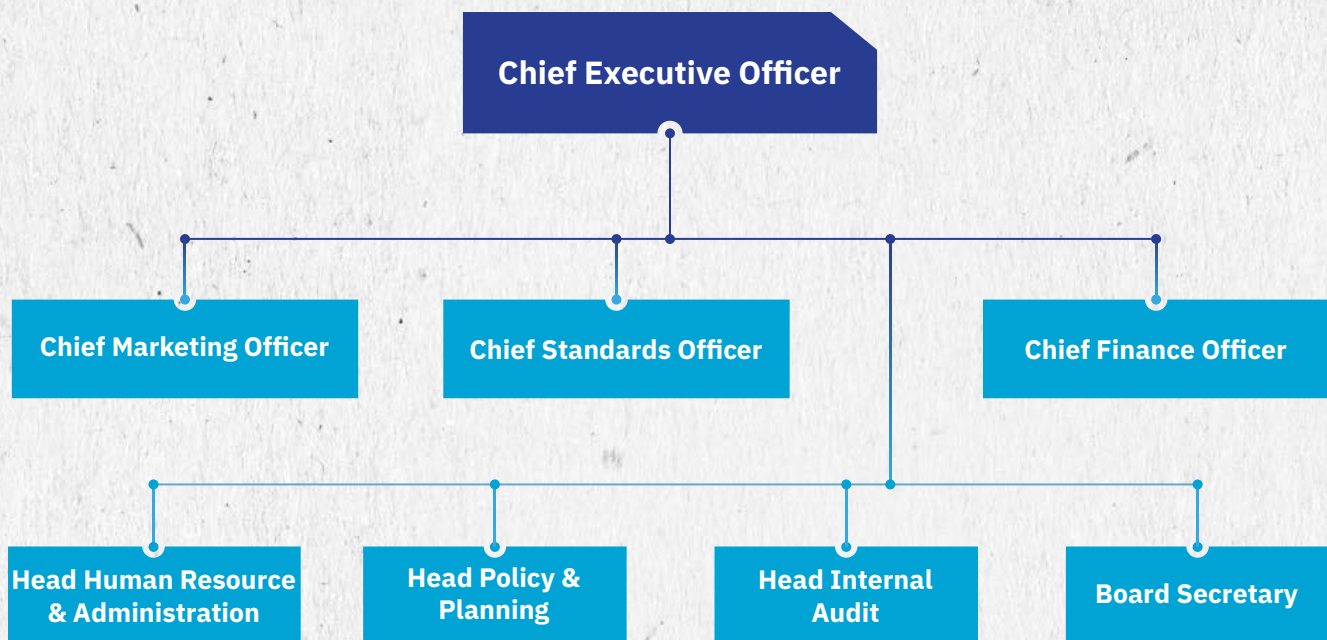 Chief Executive Officer
Chief Marketing Officer
Chief Standards Officer
Chief Finance Officer
Head Human Resource
& Administration
Head Policy &
Planning
Head Internal
Audit
Board Secretary